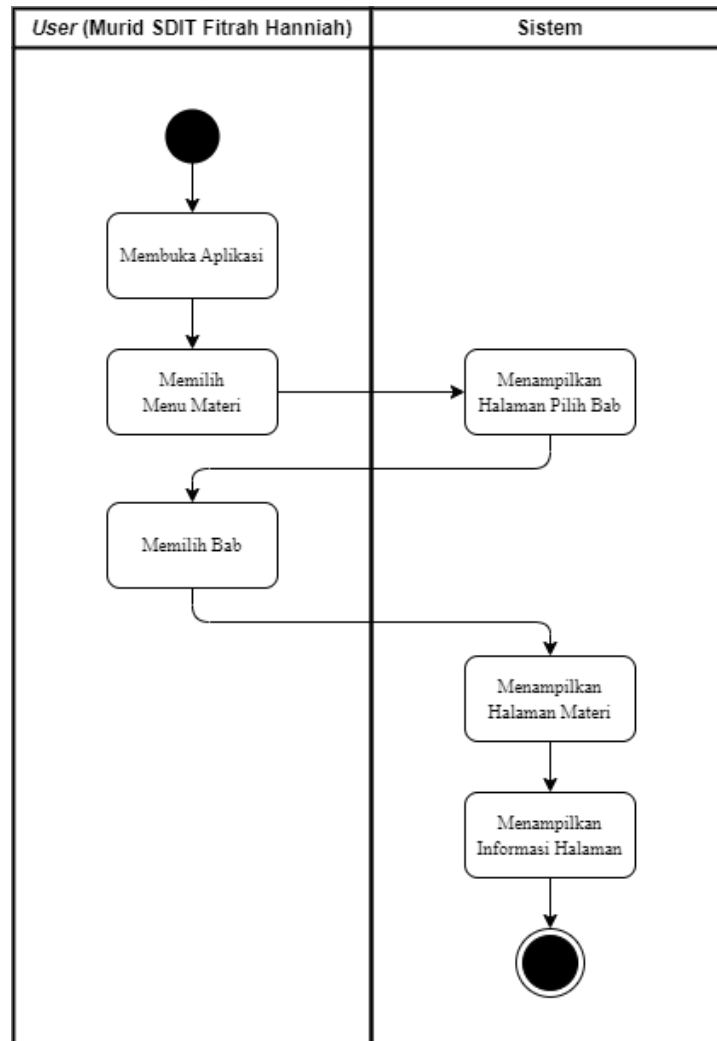 User (Murid SDIT Fitrah Hanniah)
Sistem
Membuka Aplikasi
Memilih
Menu Materi
Menampilkan
Halaman Pilih Bab
Memilih Bab
Menampilkan
Halaman Materi
Menampilkan
Informasi Halaman